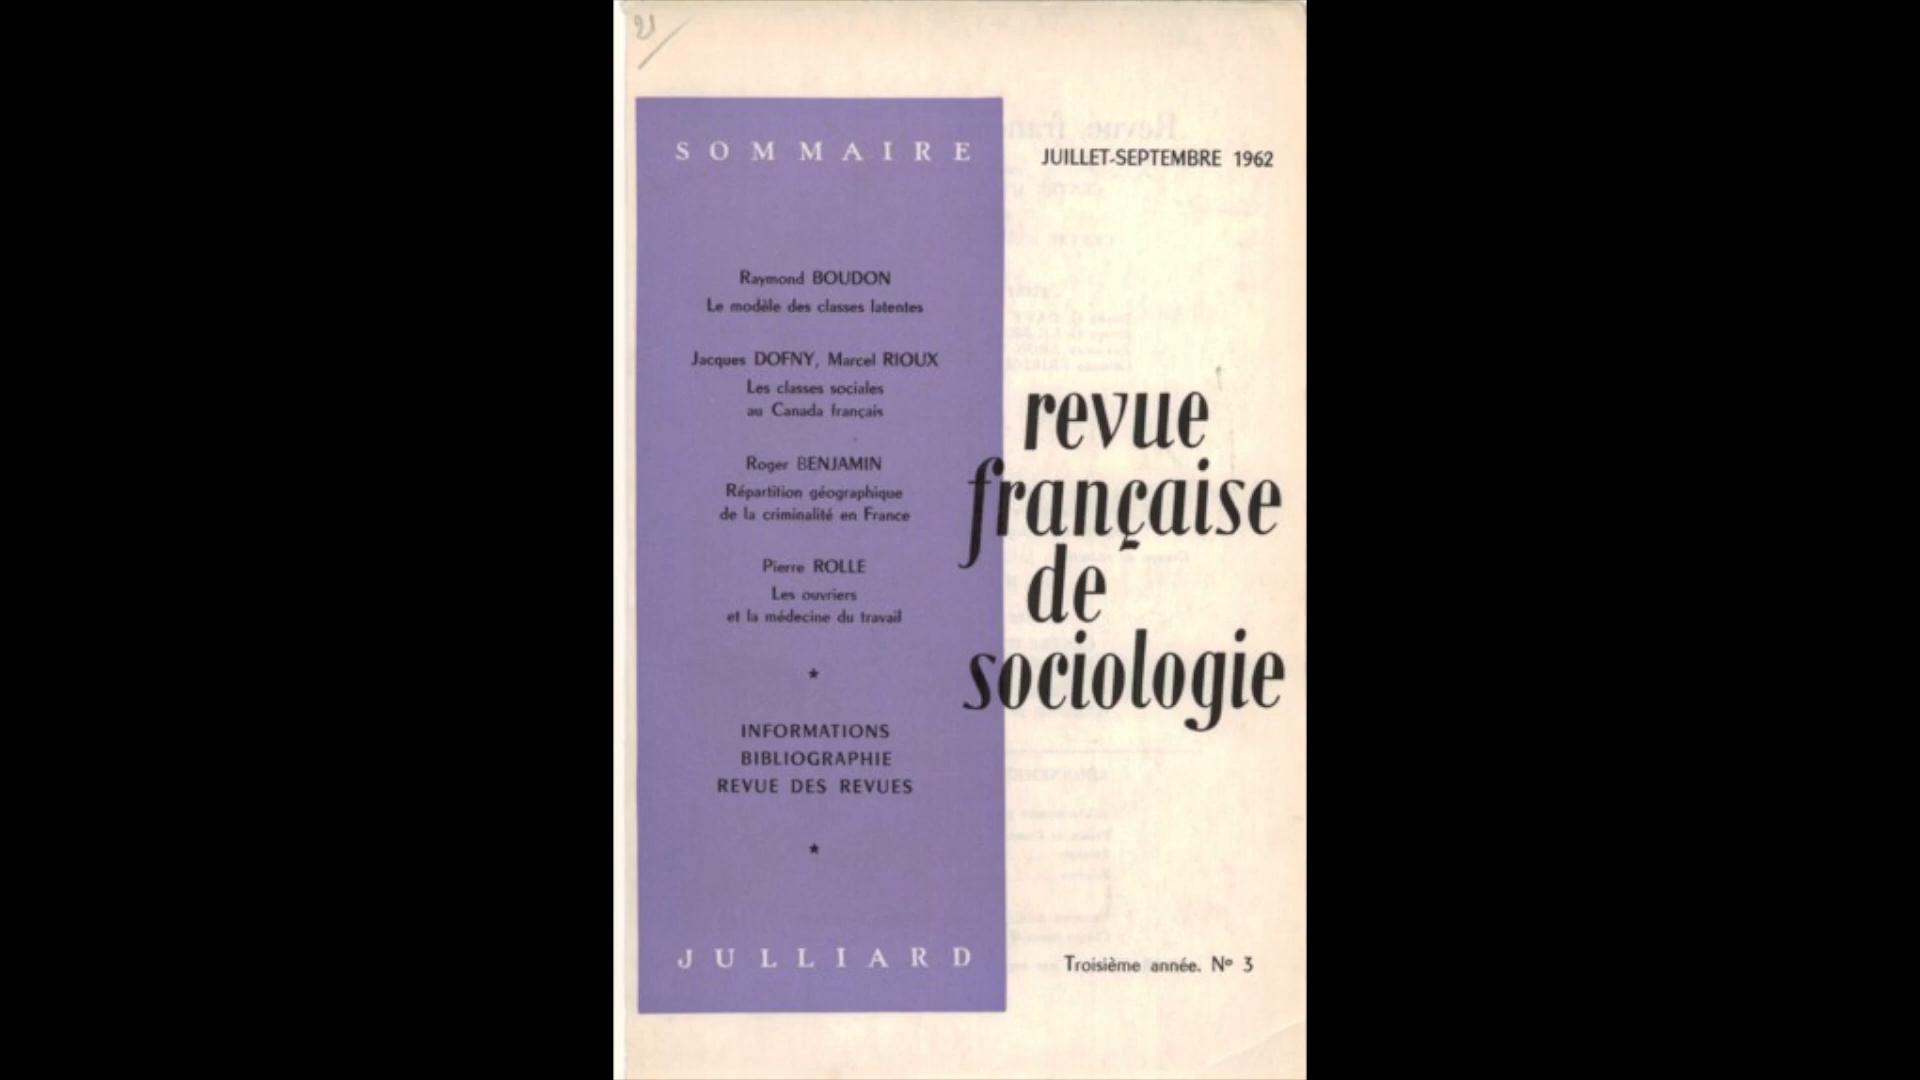 21
SOMMAIRE
JUILLET-SEPTEMBRE 1962
Raymond BOUDON
Le modèle des classes latentes
Jacques DOFNY, Marcel RIOUX
Les classes sociales
au Canada français
Roger BENJAMIN
Répartition géographique
de la criminalité en France
Pierre ROLLE
Les ouvriers
et la médecine du travail
★
INFORMATIONS
BIBLIOGRAPHIE
REVUE DES REVUES
★
JULLIARD
revue
française
de
sociologie
Troisième année. Nº 3